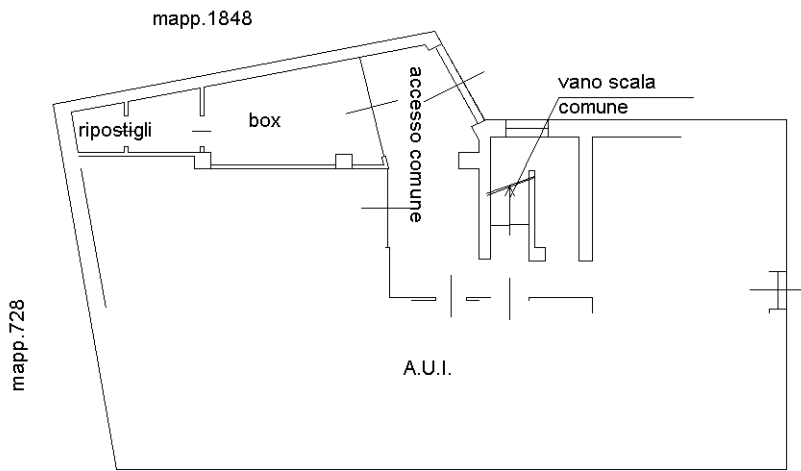 mapp.1848
vano scala
comune
accesso comune
box
ripostigli
mapp.728
A.U.I.